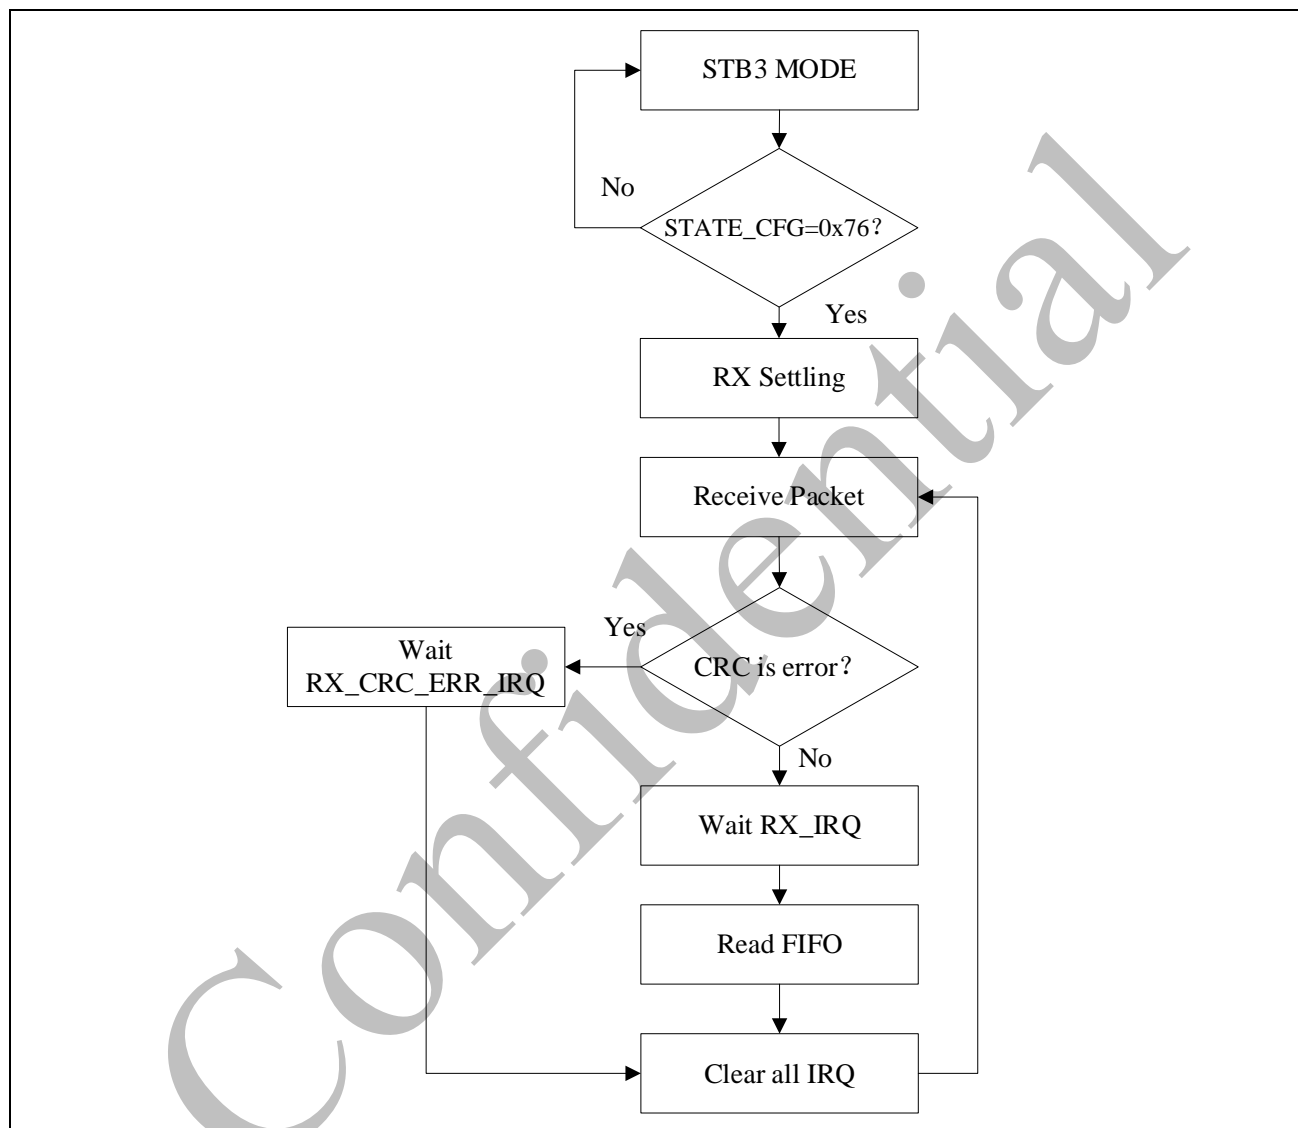 STB3 MODE
No
STATE_CFG=0x76?
Yes
RX Settling
Receive Packet
Yes
Wait
RX_CRC_ERR_IRQ
CRC is error?
No
Wait RX_IRQ
Read FIFO
Clear all IRQ
Confidential